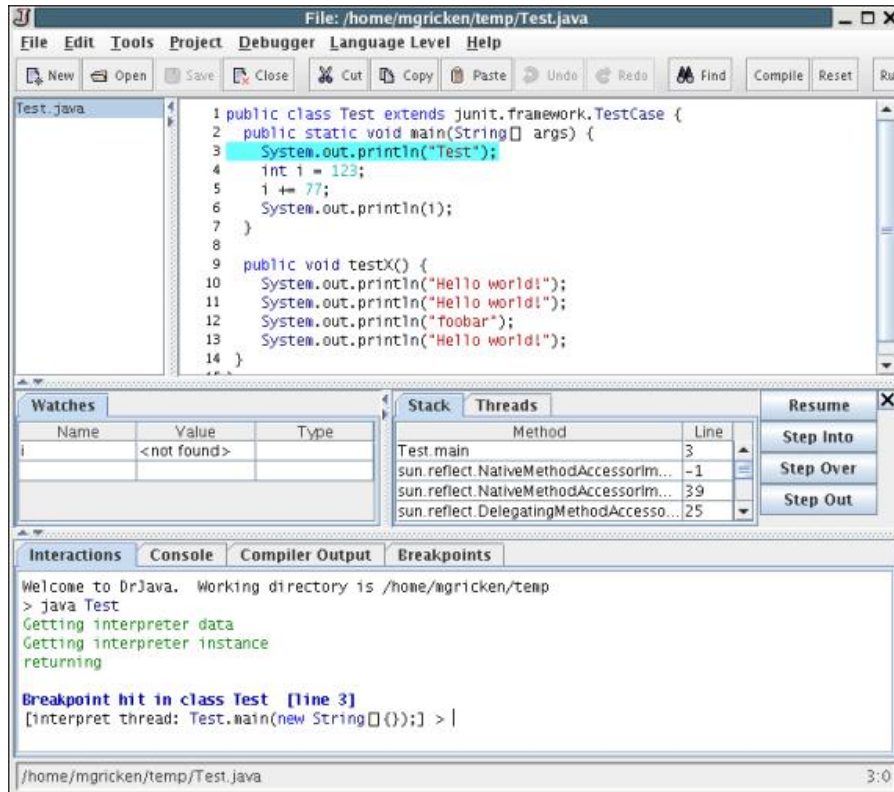 File: /home/mgricken/temp/Test.java
File Edit Tools Project Debugger Language Level Help
New Open Save Close Cut Copy Paste Undo Redo Find Compile Reset Ru
Test.java
1 public class Test extends junit.framework.TestCase {
2 public static void main(String[] args) {
3 System.out.println("Test");
4 int i = 123;
5 i += 77;
6 System.out.println(i);
7 }
8
9 public void testX() {
10 System.out.println("Hello world!");
11 System.out.println("Hello world!");
12 System.out.println("foobar");
13 System.out.println("Hello world!");
14 }
Watches
Name Value Type
i <not found>
Stack Threads
Method Line
Test.main 3
sun.reflect.NativeMethodAccessorIm... -1
sun.reflect.NativeMethodAccessorIm... 39
sun.reflect.DelegatingMethodAccesso... 25
Resume
Step Into
Step Over
Step Out
Interactions Console Compiler Output Breakpoints
Welcome to DrJava. Working directory is /home/mgricken/temp
> java Test
Getting interpreter data
Getting interpreter instance
returning
Breakpoint hit in class Test [line 3]
[interpret thread: Test.main(new String[]{});] >
/home/mgricken/temp/Test.java 3:0